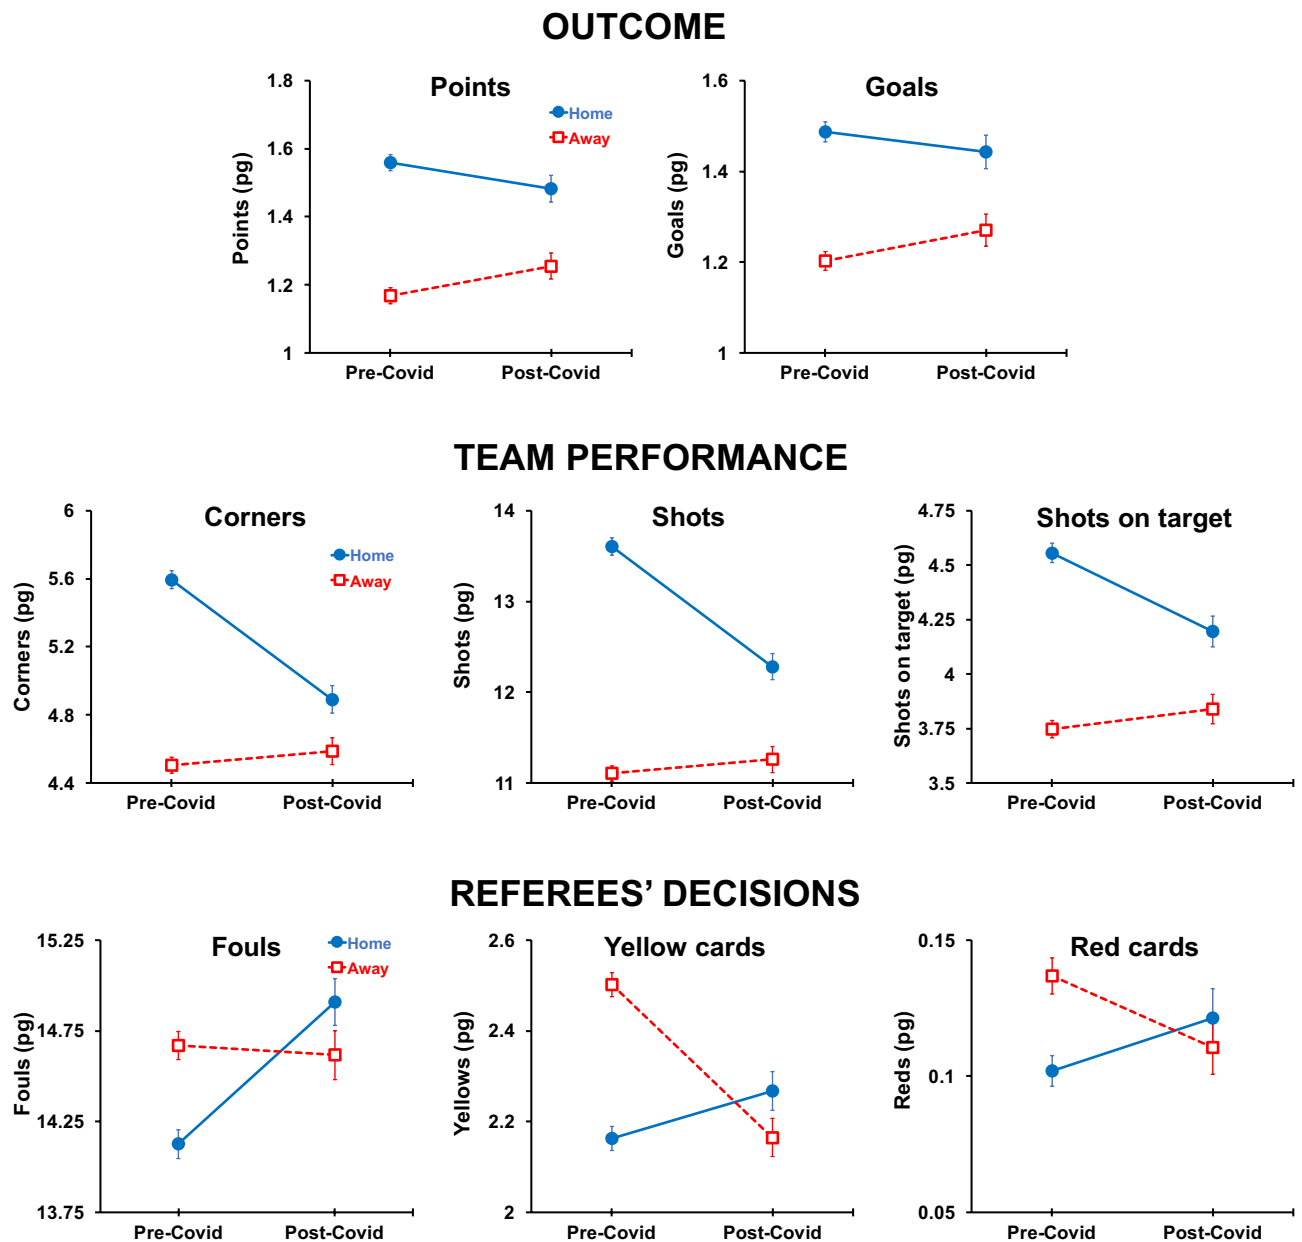 OUTCOME
Points
Home
Away
Points (pg)
1.8
1.6
1.4
1.2
1
Pre-Covid
Post-Covid
Goals
Goals (pg)
1.6
1.4
1.2
1
Pre-Covid
Post-Covid
TEAM PERFORMANCE
Corners
Home
Away
Corners (pg)
6
5.6
5.2
4.8
4.4
Pre-Covid
Post-Covid
Shots
Shots (pg)
14
13
12
11
Pre-Covid
Post-Covid
Shots on target
Shots on target (pg)
4.75
4.5
4.25
4
3.75
3.5
Pre-Covid
Post-Covid
REFEREES’ DECISIONS
Fouls
Home
Away
Fouls (pg)
15.25
14.75
14.25
13.75
Pre-Covid
Post-Covid
Yellow cards
Yellows (pg)
2.6
2.4
2.2
2
Pre-Covid
Post-Covid
Red cards
Reds (pg)
0.15
0.1
0.05
Pre-Covid
Post-Covid